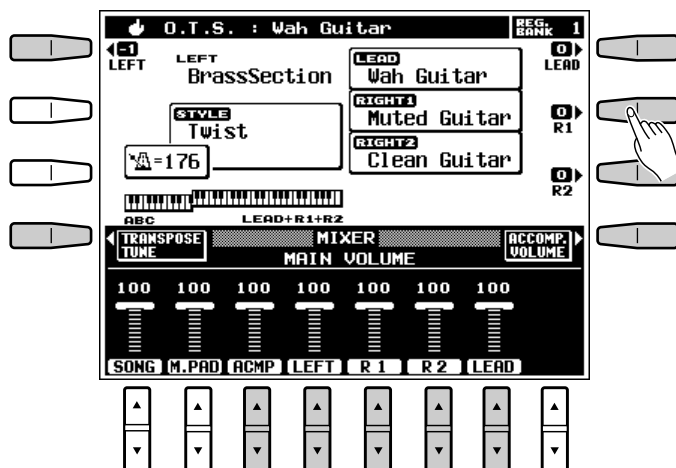 O.T.S. : Wah Guitar
REG. BANK 1
-1
LEFT
LEFT
BrassSection
LEAD
Wah Guitar
0
LEAD
STYLE
Twist
RIGHT1
Muted Guitar
0
R1
=176
RIGHT2
Clean Guitar
0
R2
ABC
LEAD+R1+R2
TRANSPOSE
TUNE
MIXER
MAIN VOLUME
ACCOMP.
VOLUME
100 100 100 100 100 100 100
SONG M.PAD ACMP LEFT R 1 R 2 LEAD